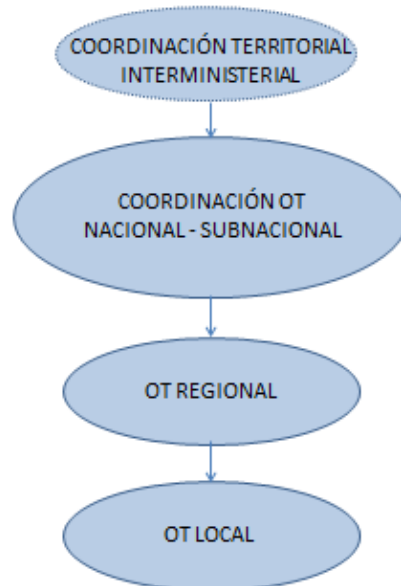 COORDINACIÓN TERRITORIAL
INTERMINISTERIAL
COORDINACIÓN OT
NACIONAL - SUBNACIONAL
OT REGIONAL
OT LOCAL